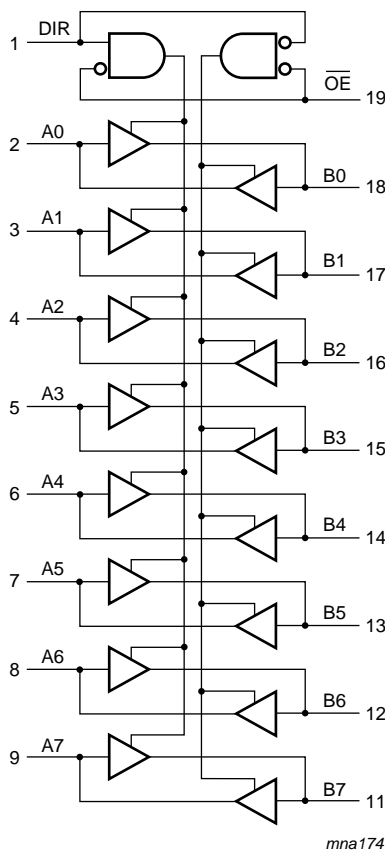 1 DIR
OE 19
2 A0
B0 18
3 A1
B1 17
4 A2
B2 16
5 A3
B3 15
6 A4
B4 14
7 A5
B5 13
8 A6
B6 12
9 A7
B7 11
mna174